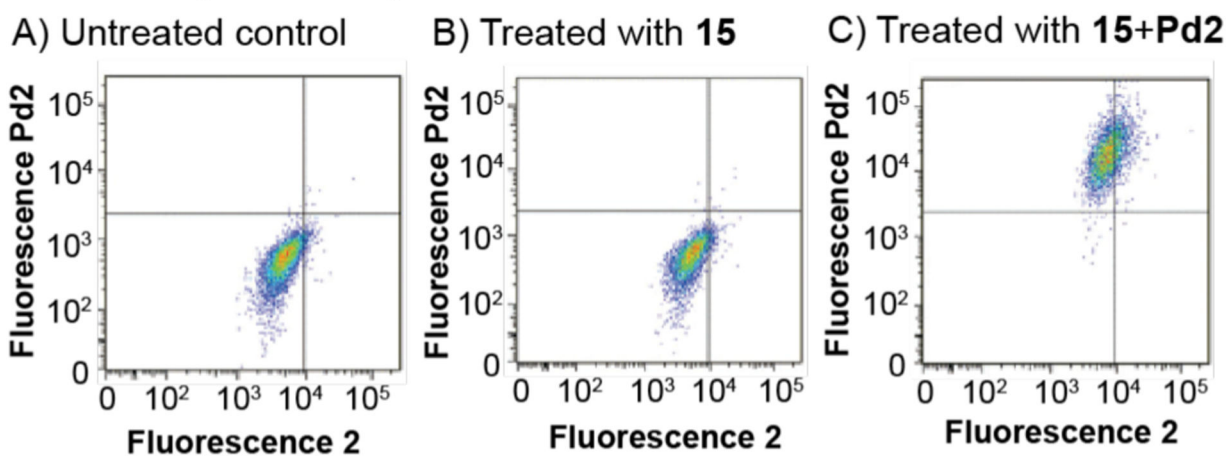 A) Untreated control
B) Treated with 15
C) Treated with 15+Pd2
Fluorescence Pd2
10⁵
10⁴
10³
10²
0
0 10² 10³ 10⁴ 10⁵
Fluorescence 2
Fluorescence Pd2
10⁵
10⁴
10³
10²
0
0 10² 10³ 10⁴ 10⁵
Fluorescence 2
Fluorescence Pd2
10⁵
10⁴
10³
10²
0
0 10² 10³ 10⁴ 10⁵
Fluorescence 2